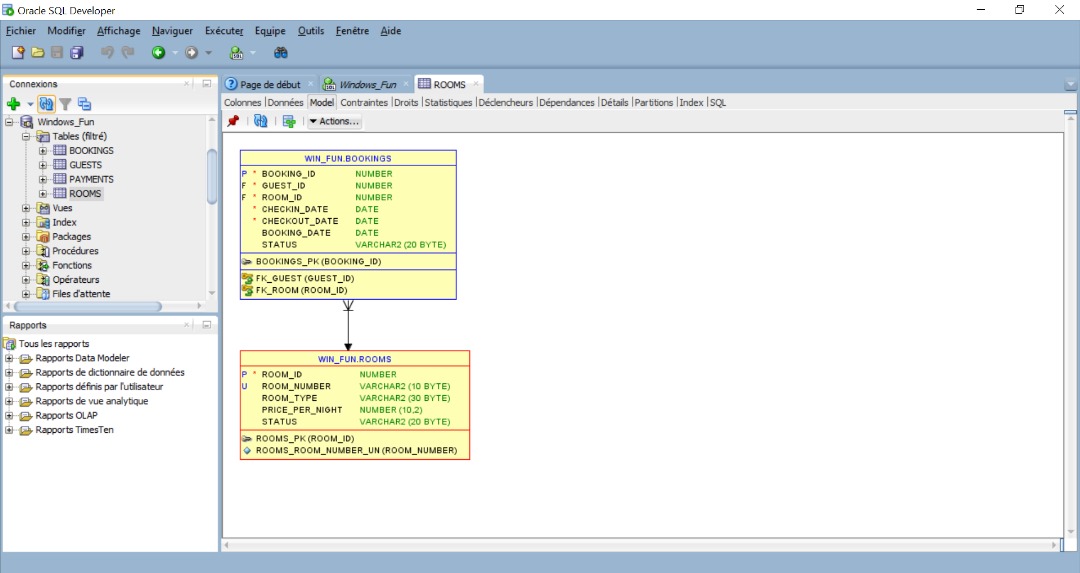 Oracle SQL Developer
Fichier Modifier Affichage Naviguer Exécuter Equipe Outils Fenêtre Aide
Connexions
Windows_Fun
Tables (filtré)
BOOKINGS
GUESTS
PAYMENTS
ROOMS
Vues
Index
Packages
Procédures
Fonctions
Opérateurs
Files d'attente
Rapports
Tous les rapports
Rapports Data Modeler
Rapports de dictionnaire de données
Rapports définis par l'utilisateur
Rapports de vue analytique
Rapports OLAP
Rapports TimesTen
Page de début Windows_Fun ROOMS
Colonnes |Données |Model |Contraintes |Droits |Statistiques |Déclencheurs |Dépendances |Détails |Partitions |Index |SQL
Actions...
WIN_FUN.BOOKINGS
P * BOOKING_ID NUMBER
F * GUEST_ID NUMBER
F * ROOM_ID NUMBER
* CHECKIN_DATE DATE
* CHECKOUT_DATE DATE
BOOKING_DATE DATE
STATUS VARCHAR2 (20 BYTE)
BOOKINGS_PK (BOOKING_ID)
FK_GUEST (GUEST_ID)
FK_ROOM (ROOM_ID)
WIN_FUN.ROOMS
P * ROOM_ID NUMBER
U ROOM_NUMBER VARCHAR2 (10 BYTE)
ROOM_TYPE VARCHAR2 (30 BYTE)
PRICE_PER_NIGHT NUMBER (10,2)
STATUS VARCHAR2 (20 BYTE)
ROOMS_PK (ROOM_ID)
ROOMS_ROOM_NUMBER_UN (ROOM_NUMBER)